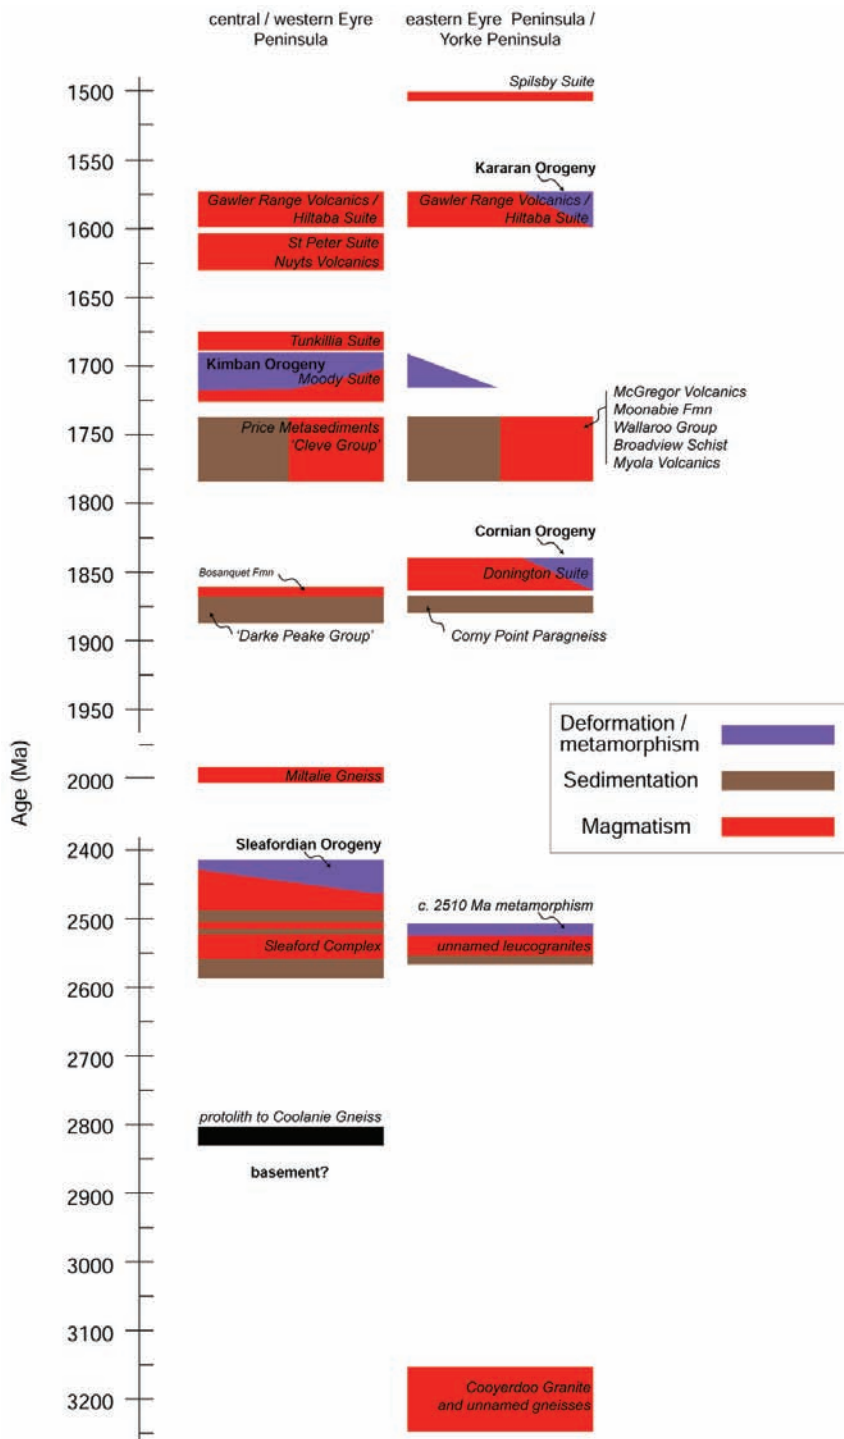 central / western Eyre
Peninsula
eastern Eyre Peninsula /
Yorke Peninsula
Spilsby Suite
1500
1550
Kararan Orogeny
Gawler Range Volcanics /
Hiltaba Suite
Gawler Range Volcanics /
Hiltaba Suite
1600
St Peter Suite
Nuyts Volcanics
1650
Tunkillia Suite
1700
Kimban Orogeny
Moody Suite
McGregor Volcanics
Moonabie Fmn
Wallaroo Group
Broadview Schist
Myola Volcanics
Price Metasediments
'Cleve Group'
1750
1800
Cornian Orogeny
1850
Bosanquet Fmn
Donington Suite
1900
'Darke Peake Group'
Corny Point Paragneiss
1950
Age (Ma)
Deformation /
metamorphism
Sedimentation
Magmatism
2000
Miltalie Gneiss
2400
Sleafordian Orogeny
c. 2510 Ma metamorphism
2500
Sleaford Complex
unnamed leucogranites
2600
2700
2800
protolith to Coolanie Gneiss
basement?
2900
3000
3100
3200
Cooyerdoo Granite
and unnamed gneisses